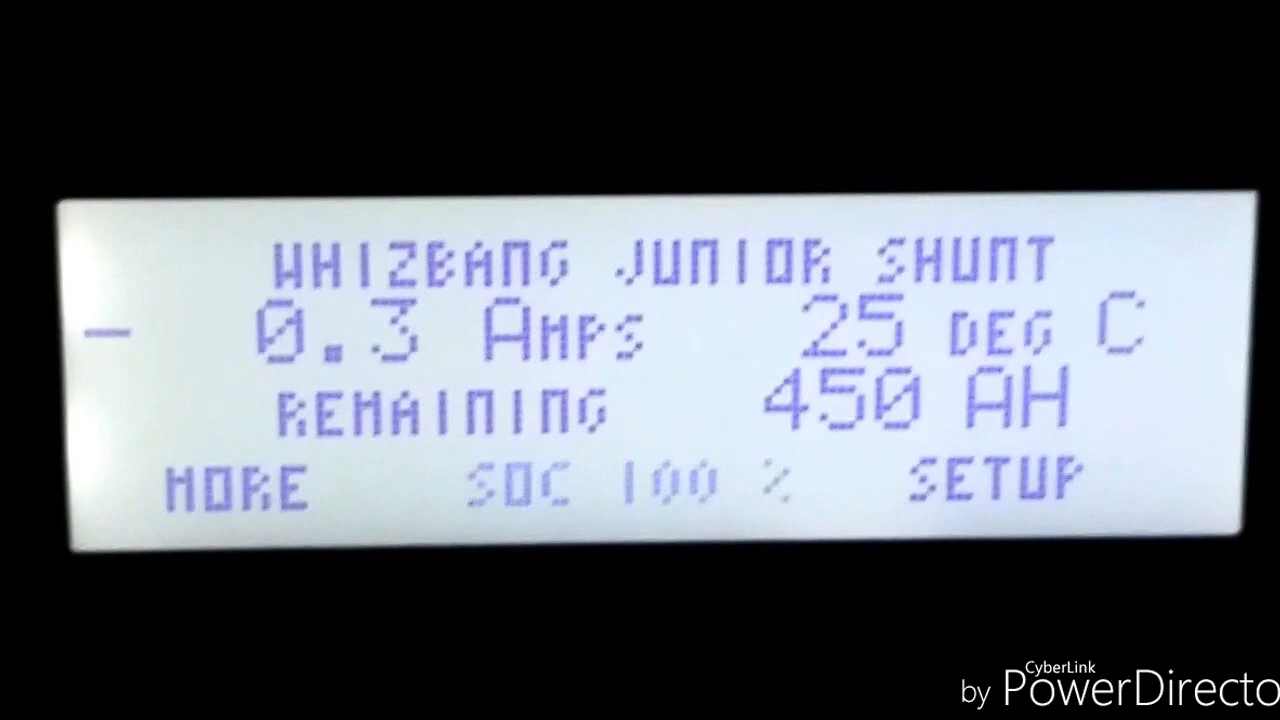 WHIZBANG JUNIOR SHUNT
- 0.3 AMPS 25 DEG C
REMAINING 450 AH
MORE SOC 100 % SETUP
CyberLink
by PowerDirecto